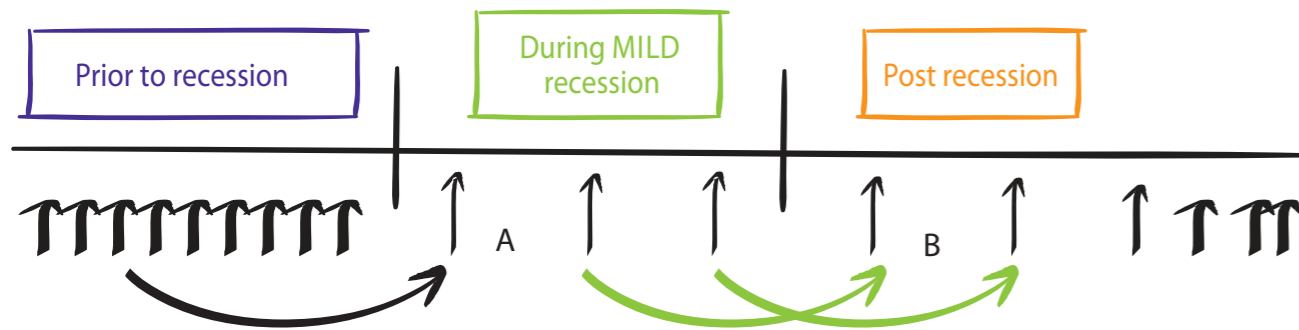 Prior to recession
During MILD
recession
Post recession
A
B